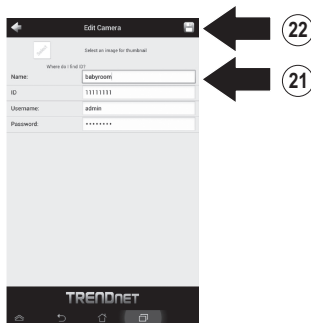 Edit Camera
22
Select an image for thumbnail
Where do I find ID?
Name: babyroom
21
ID 11111111
Username: admin
Password: ••••••••
TRENDNET